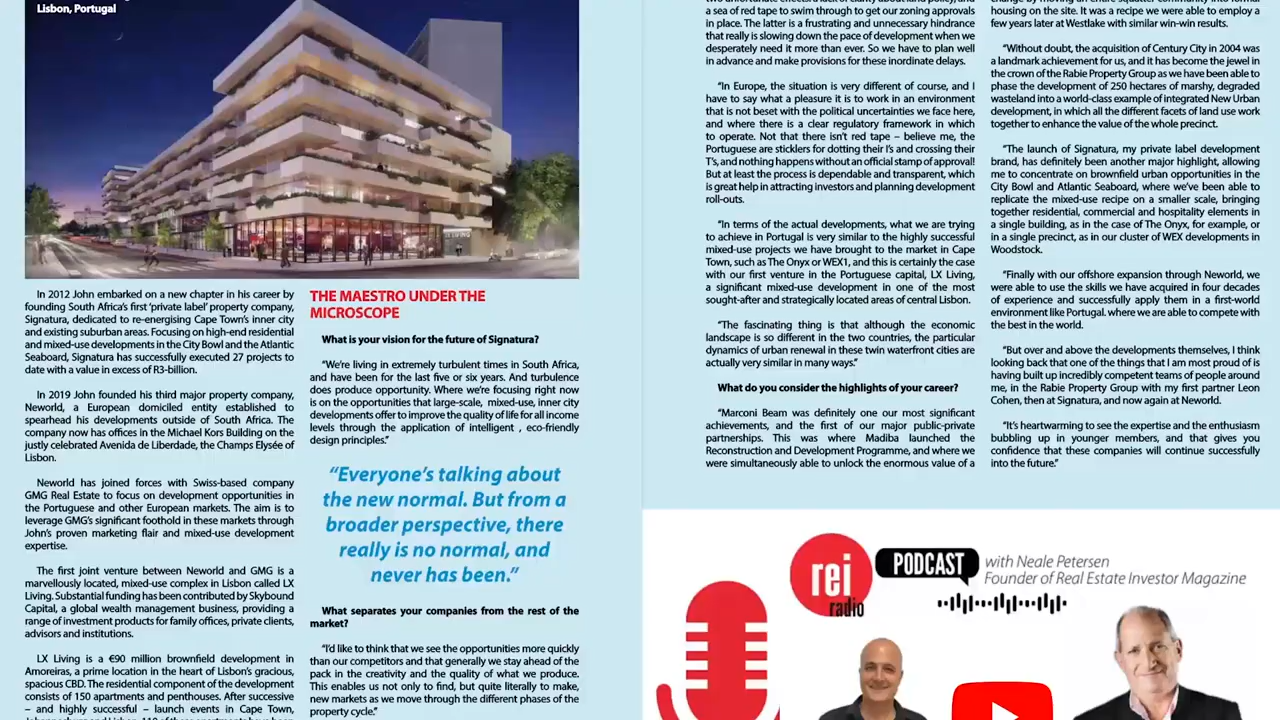 Lisbon, Portugal
In 2012 John embarked on a new chapter in his career by
founding South Africa's first 'private label' property company,
Signatura, dedicated to re-energising Cape Town's inner city
and existing suburban areas. Focusing on high-end residential
and mixed-use developments in the City Bowl and the Atlantic
Seaboard, Signatura has successfully executed 27 projects to
date with a value in excess of R3-billion.
In 2019 John founded his third major property company,
Neworld, a European domiciled entity established to
spearhead his developments outside of South Africa. The
company now has offices in the Michael Kors Building on the
justly celebrated Avenida de Liberdade, the Champs Elysée of
Lisbon.
Neworld has joined forces with Swiss-based company
GMG Real Estate to focus on development opportunities in
the Portuguese and other European markets. The aim is to
leverage GMG's significant foothold in these markets through
John's proven marketing flair and mixed-use development
expertise.
The first joint venture between Neworld and GMG is a
marvellously located, mixed-use complex in Lisbon called LX
Living. Substantial funding has been contributed by Skybound
Capital, a global wealth management business, providing a
range of investment products for family offices, private clients,
advisors and institutions.
LX Living is a €90 million brownfield development in
Amoreiras, a prime location in the heart of Lisbon's gracious,
spacious CBD. The residential component of the development
consists of 150 apartments and penthouses. After successive
– and highly successful – launch events in Cape Town,
THE MAESTRO UNDER THE
MICROSCOPE
What is your vision for the future of Signatura?
"We're living in extremely turbulent times in South Africa,
and have been for the last five or six years. And turbulence
does produce opportunity. Where we're focusing right now
is on the opportunities that large-scale, mixed-use, inner city
developments offer to improve the quality of life for all income
levels through the application of intelligent , eco-friendly
design principles."
"Everyone's talking about
the new normal. But from a
broader perspective, there
really is no normal, and
never has been."
What separates your companies from the rest of the
market?
"I'd like to think that we see the opportunities more quickly
than our competitors and that generally we stay ahead of the
pack in the creativity and the quality of what we produce.
This enables us not only to find, but quite literally to make,
new markets as we move through the different phases of the
property cycle."
a sea of red tape to swim through to get our zoning approvals
in place. The latter is a frustrating and unnecessary hindrance
that really is slowing down the pace of development when we
desperately need it more than ever. So we have to plan well
in advance and make provisions for these inordinate delays.
"In Europe, the situation is very different of course, and I
have to say what a pleasure it is to work in an environment
that is not beset with the political uncertainties we face here,
and where there is a clear regulatory framework in which
to operate. Not that there isn't red tape – believe me, the
Portuguese are sticklers for dotting their I's and crossing their
T's, and nothing happens without an official stamp of approval!
But at least the process is dependable and transparent, which
is great help in attracting investors and planning development
roll-outs.
"In terms of the actual developments, what we are trying
to achieve in Portugal is very similar to the highly successful
mixed-use projects we have brought to the market in Cape
Town, such as The Onyx or WEX1, and this is certainly the case
with our first venture in the Portuguese capital, LX Living,
a significant mixed-use development in one of the most
sought-after and strategically located areas of central Lisbon.
"The fascinating thing is that although the economic
landscape is so different in the two countries, the particular
dynamics of urban renewal in these twin waterfront cities are
actually very similar in many ways."
What do you consider the highlights of your career?
"Marconi Beam was definitely one our most significant
achievements, and the first of our major public-private
partnerships. This was where Madiba launched the
Reconstruction and Development Programme, and where we
were simultaneously able to unlock the enormous value of a
housing on the site. It was a recipe we were able to employ a
few years later at Westlake with similar win-win results.
"Without doubt, the acquisition of Century City in 2004 was
a landmark achievement for us, and it has become the jewel in
the crown of the Rabie Property Group as we have been able to
phase the development of 250 hectares of marshy, degraded
wasteland into a world-class example of integrated New Urban
development, in which all the different facets of land use work
together to enhance the value of the whole precinct.
"The launch of Signatura, my private label development
brand, has definitely been another major highlight, allowing
me to concentrate on brownfield urban opportunities in the
City Bowl and Atlantic Seaboard, where we've been able to
replicate the mixed-use recipe on a smaller scale, bringing
together residential, commercial and hospitality elements in
a single building, as in the case of The Onyx, for example, or
in a single precinct, as in our cluster of WEX developments in
Woodstock.
"Finally with our offshore expansion through Neworld, we
were able to use the skills we have acquired in four decades
of experience and successfully apply them in a first-world
environment like Portugal. where we are able to compete with
the best in the world.
"But over and above the developments themselves, I think
looking back that one of the things that I am most proud of is
having built up incredibly competent teams of people around
me, in the Rabie Property Group with my first partner Leon
Cohen, then at Signatura, and now again at Neworld.
"It's heartwarming to see the expertise and the enthusiasm
bubbling up in younger members, and that gives you
confidence that these companies will continue successfully
into the future."
rei
radio
PODCAST
with Neale Petersen
Founder of Real Estate Investor Magazine